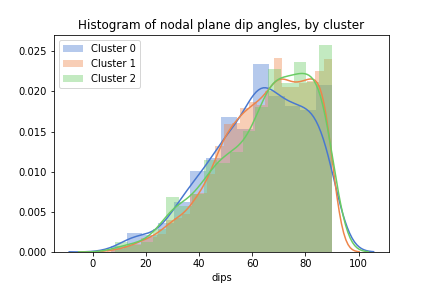 Histogram of nodal plane dip angles, by cluster
Cluster 0
Cluster 1
Cluster 2
0.025
0.020
0.015
0.010
0.005
0.000
0 20 40 60 80 100
dips